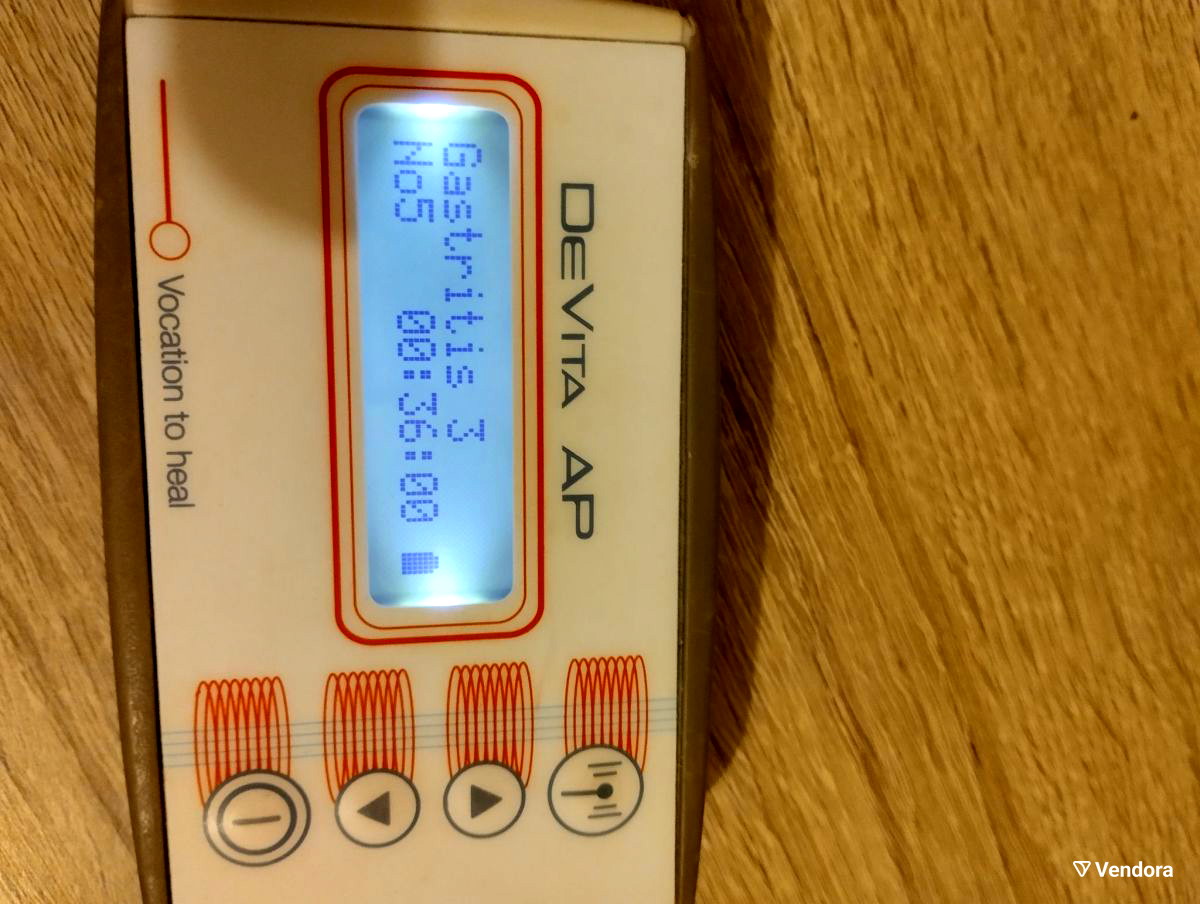 DEVITA AP
Gastritis 3
No5 00:36:00
Vocation to heal
Vendora